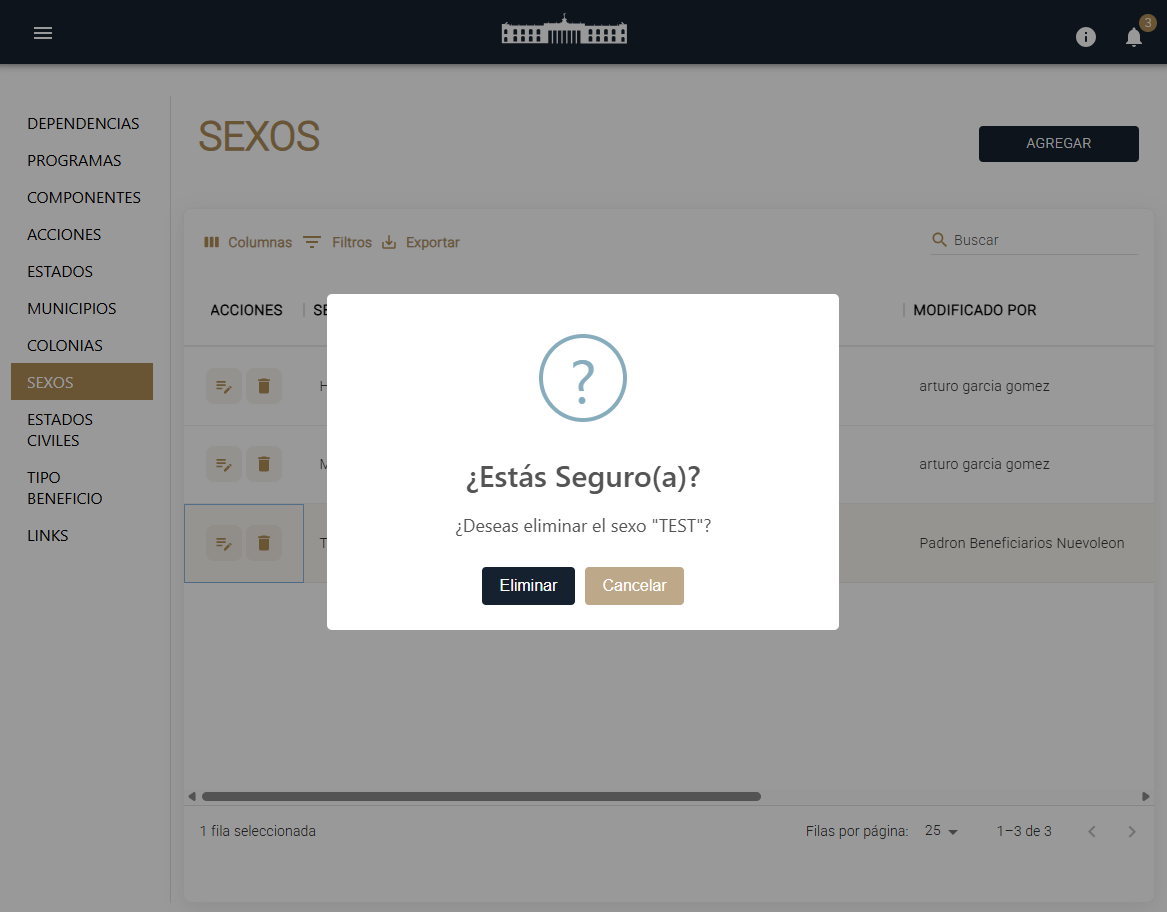 3
DEPENDENCIAS
PROGRAMAS
COMPONENTES
ACCIONES
ESTADOS
MUNICIPIOS
COLONIAS
SEXOS
ESTADOS
CIVILES
TIPO
BENEFICIO
LINKS
SEXOS
AGREGAR
Columnas Filtros Exportar
Buscar
ACCIONES SE MODIFICADO POR
H arturo garcia gomez
M arturo garcia gomez
T Padron Beneficiarios Nuevoleon
?
¿Estás Seguro(a)?
¿Deseas eliminar el sexo "TEST"?
Eliminar Cancelar
1 fila seleccionada
Filas por página: 25 1–3 de 3